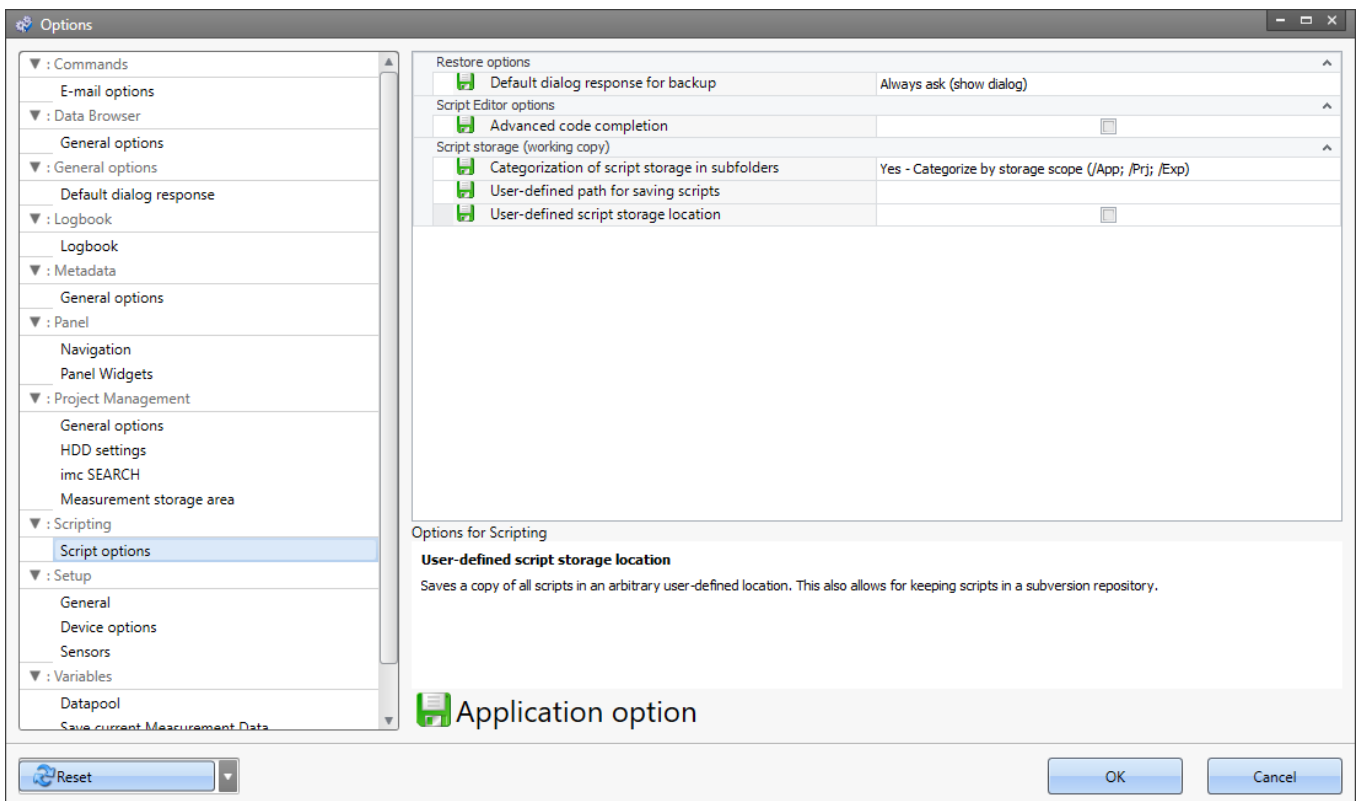 Options
▼ : Commands
E-mail options
▼ : Data Browser
General options
▼ : General options
Default dialog response
▼ : Logbook
Logbook
▼ : Metadata
General options
▼ : Panel
Navigation
Panel Widgets
▼ : Project Management
General options
HDD settings
imc SEARCH
Measurement storage area
▼ : Scripting
Script options
▼ : Setup
General
Device options
Sensors
▼ : Variables
Datapool
Save current Measurement Data
Restore options
Default dialog response for backup Always ask (show dialog)
Script Editor options
Advanced code completion
Script storage (working copy)
Categorization of script storage in subfolders Yes - Categorize by storage scope (/App; /Prj; /Exp)
User-defined path for saving scripts
User-defined script storage location
Options for Scripting
User-defined script storage location
Saves a copy of all scripts in an arbitrary user-defined location. This also allows for keeping scripts in a subversion repository.
Application option
Reset
OK
Cancel